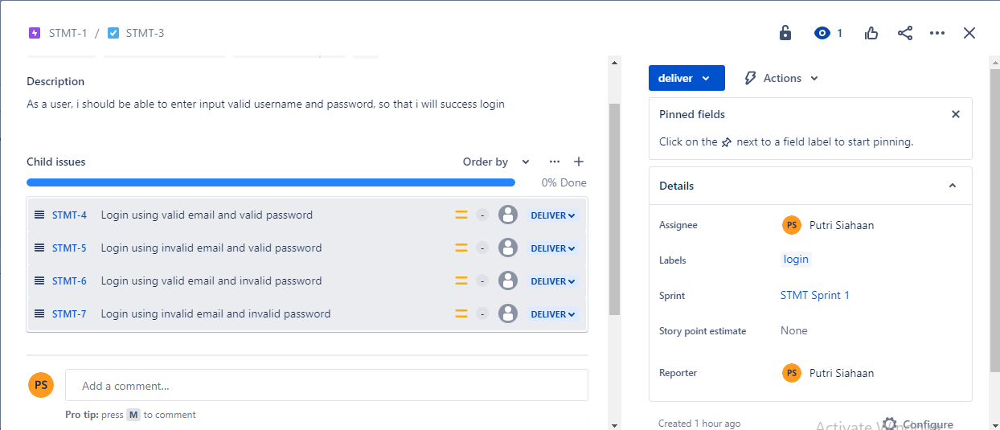 STMT-1 / STMT-3
1
Description
As a user, i should be able to enter input valid username and password, so that i will success login
Child issues
Order by
0% Done
STMT-4 Login using valid email and valid password - DELIVER
STMT-5 Login using invalid email and valid password - DELIVER
STMT-6 Login using valid email and invalid password - DELIVER
STMT-7 Login using invalid email and invalid password - DELIVER
PS Add a comment...
Pro tip: press M to comment
deliver Actions
Pinned fields
Click on the next to a field label to start pinning.
Details
Assignee PS Putri Siahaan
Labels login
Sprint STMT Sprint 1
Story point estimate None
Reporter PS Putri Siahaan
Created 1 hour ago
Configure
Activate Windows